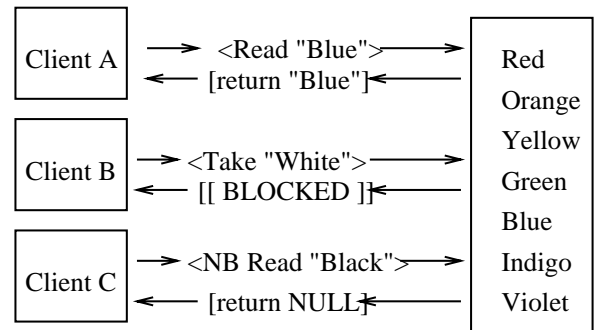 Client A
<Read "Blue">
[return "Blue"]
Client B
<Take "White">
[[ BLOCKED ]]
Client C
<NB Read "Black">
[return NULL]
Red
Orange
Yellow
Green
Blue
Indigo
Violet